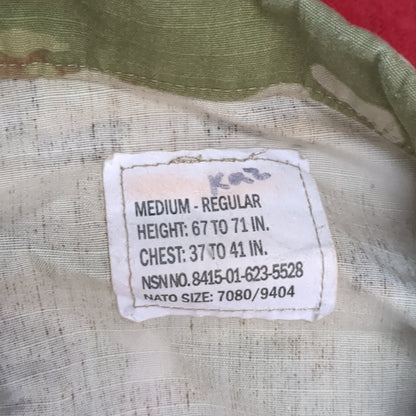 Kaz
MEDIUM - REGULAR
HEIGHT: 67 TO 71 IN.
CHEST: 37 TO 41 IN.
NSN NO. 8415-01-623-5528
NATO SIZE: 7080/9404